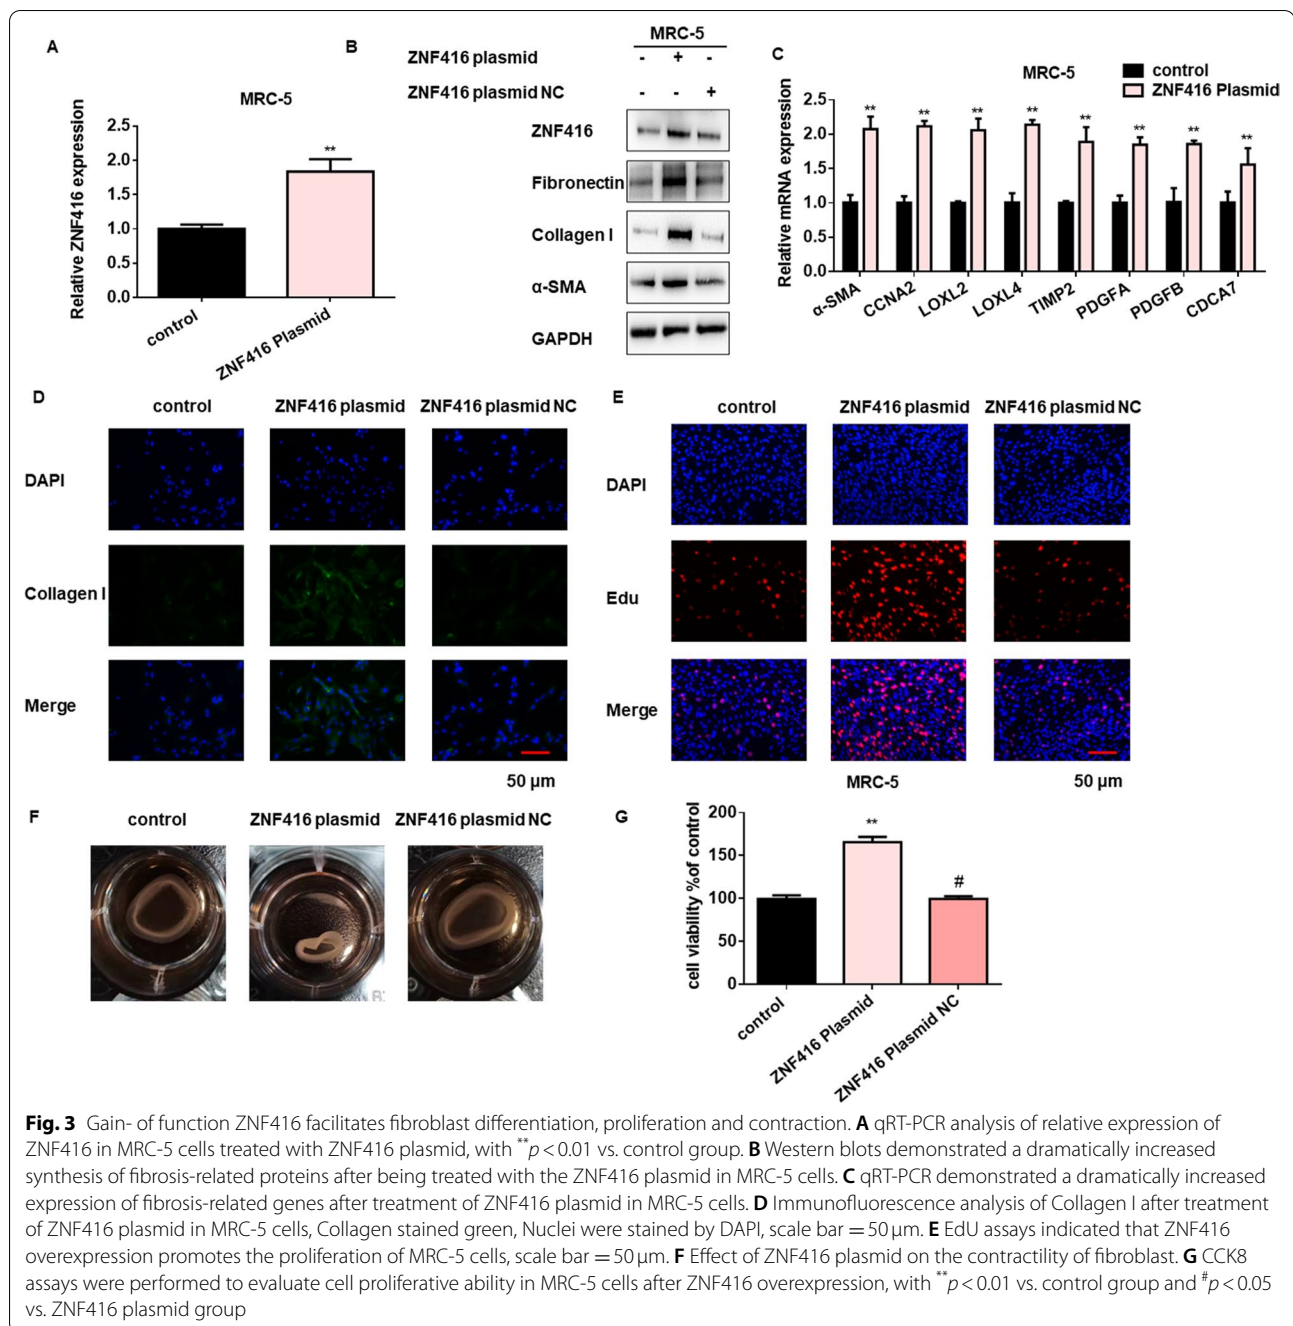 A
MRC-5
Relative ZNF416 expression
2.5
2.0
1.5
1.0
0.5
0.0
control
ZNF416 Plasmid
**
B
MRC-5
ZNF416 plasmid - + -
ZNF416 plasmid NC - - +
ZNF416
Fibronectin
Collagen I
α-SMA
GAPDH
C
MRC-5
control
ZNF416 Plasmid
Relative mRNA expression
2.5
2.0
1.5
1.0
0.5
0.0
** ** ** ** ** ** ** **
α-SMA CCNA2 LOXL2 LOXL4 TIMP2 PDGFA PDGFB CDCA7
D
control ZNF416 plasmid ZNF416 plasmid NC
DAPI
Collagen I
Merge
50 µm
E
control ZNF416 plasmid ZNF416 plasmid NC
DAPI
Edu
Merge
50 µm
F
control ZNF416 plasmid ZNF416 plasmid NC
G
MRC-5
cell viability %of control
200
150
100
50
0
**
#
control
ZNF416 Plasmid
ZNF416 Plasmid NC
Fig. 3 Gain- of function ZNF416 facilitates fibroblast differentiation, proliferation and contraction. A qRT-PCR analysis of relative expression of
ZNF416 in MRC-5 cells treated with ZNF416 plasmid, with **p < 0.01 vs. control group. B Western blots demonstrated a dramatically increased
synthesis of fibrosis-related proteins after being treated with the ZNF416 plasmid in MRC-5 cells. C qRT-PCR demonstrated a dramatically increased
expression of fibrosis-related genes after treatment of ZNF416 plasmid in MRC-5 cells. D Immunofluorescence analysis of Collagen I after treatment
of ZNF416 plasmid in MRC-5 cells, Collagen stained green, Nuclei were stained by DAPI, scale bar = 50 µm. E EdU assays indicated that ZNF416
overexpression promotes the proliferation of MRC-5 cells, scale bar = 50 µm. F Effect of ZNF416 plasmid on the contractility of fibroblast. G CCK8
assays were performed to evaluate cell proliferative ability in MRC-5 cells after ZNF416 overexpression, with **p < 0.01 vs. control group and #p < 0.05
vs. ZNF416 plasmid group